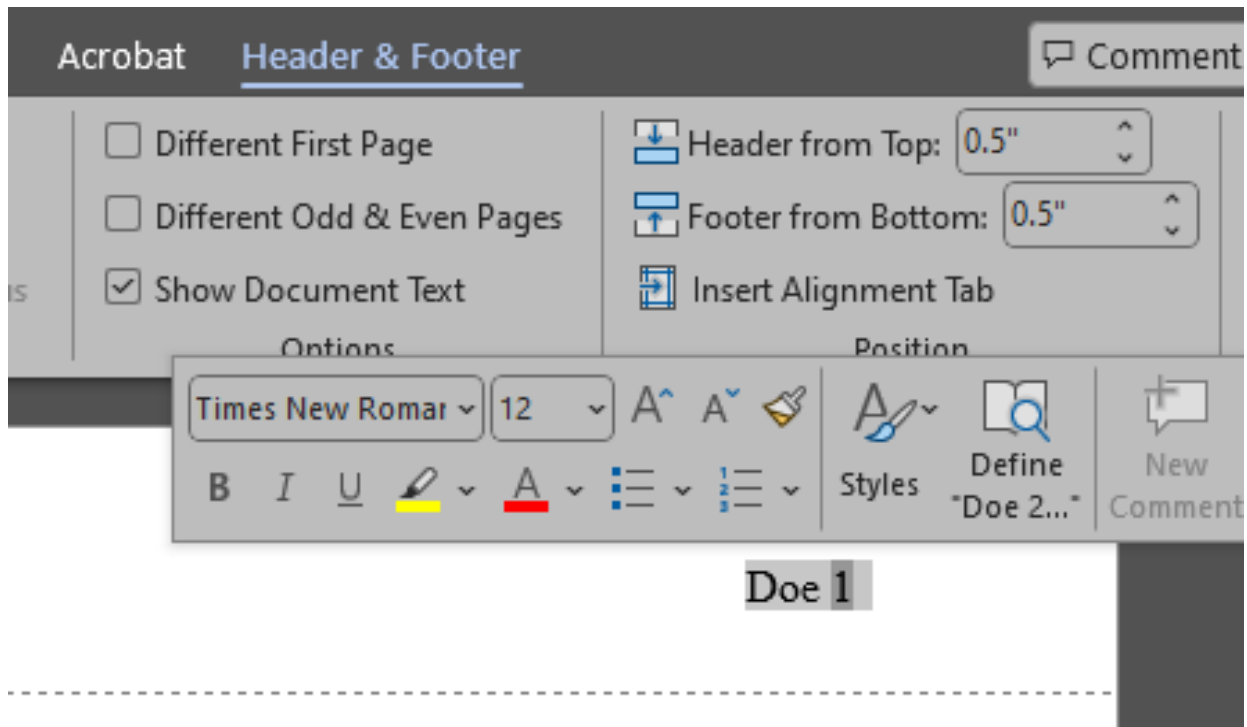 Acrobat Header & Footer Comment
Different First Page Header from Top: 0.5"
Different Odd & Even Pages Footer from Bottom: 0.5"
Show Document Text Insert Alignment Tab
Options Position
Times New Romar 12
Styles Define "Doe 2..." New Comment
B I U A
Doe 1